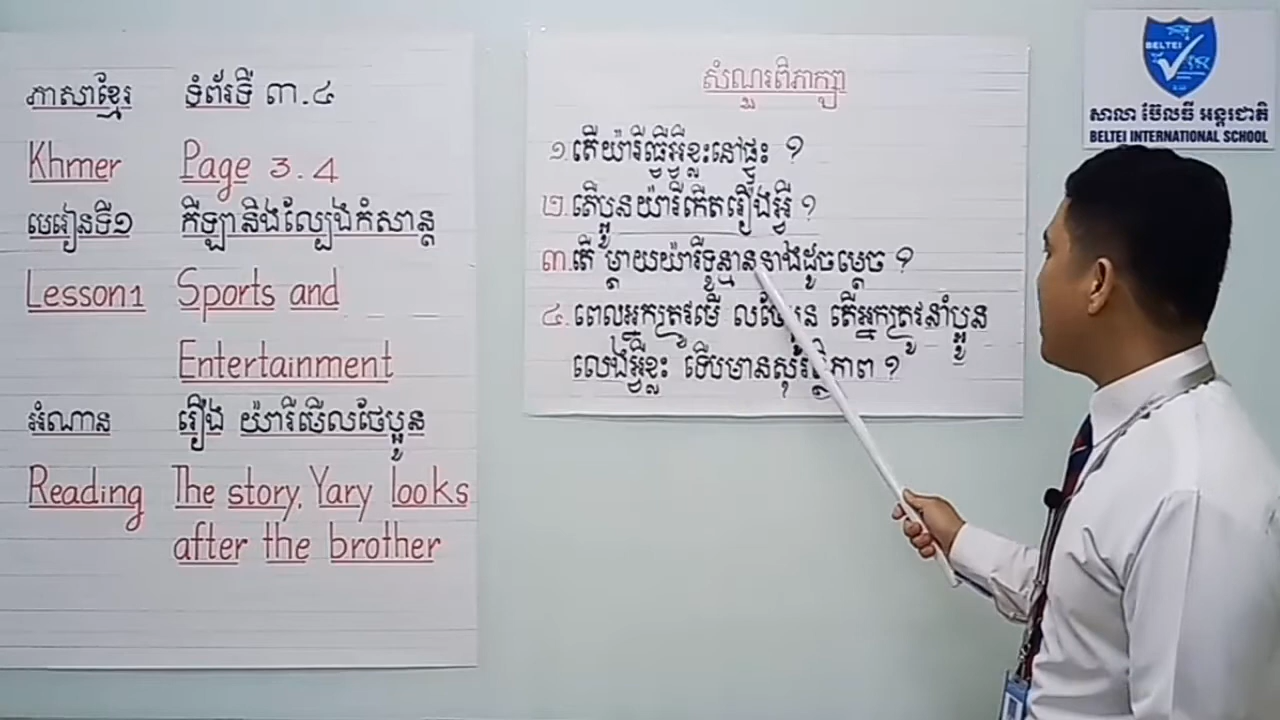 ភាសាខ្មែរ ទំព័រទី ៣.៤
Khmer Page 3.4
មេរៀនទី១ កីឡានិងល្បែងកំសាន្ត
Lesson1 Sports and
Entertainment
អំណាន រឿង យ៉ារីមើលថែប្អូន
Reading The story, Yary looks
after the brother
សំណួរពិភាក្សា
១.តើយ៉ារីធ្វើអ្វីខ្លះនៅផ្ទះ ?
២.តើប្អូនយ៉ារីកើតរឿងអ្វី ?
៣.តើ ម្ដាយយ៉ារីទូន្មាននាងដូចម្ដេច ?
៤.ពេលអ្នកត្រូវមើលថែប្អូន តើអ្នកត្រូវនាំប្អូន
លេងអ្វីខ្លះ ទើបមានសុវត្ថិភាព ?
BELTEI
សាលា ប៊ែលធី អន្តរជាតិ
BELTEI INTERNATIONAL SCHOOL